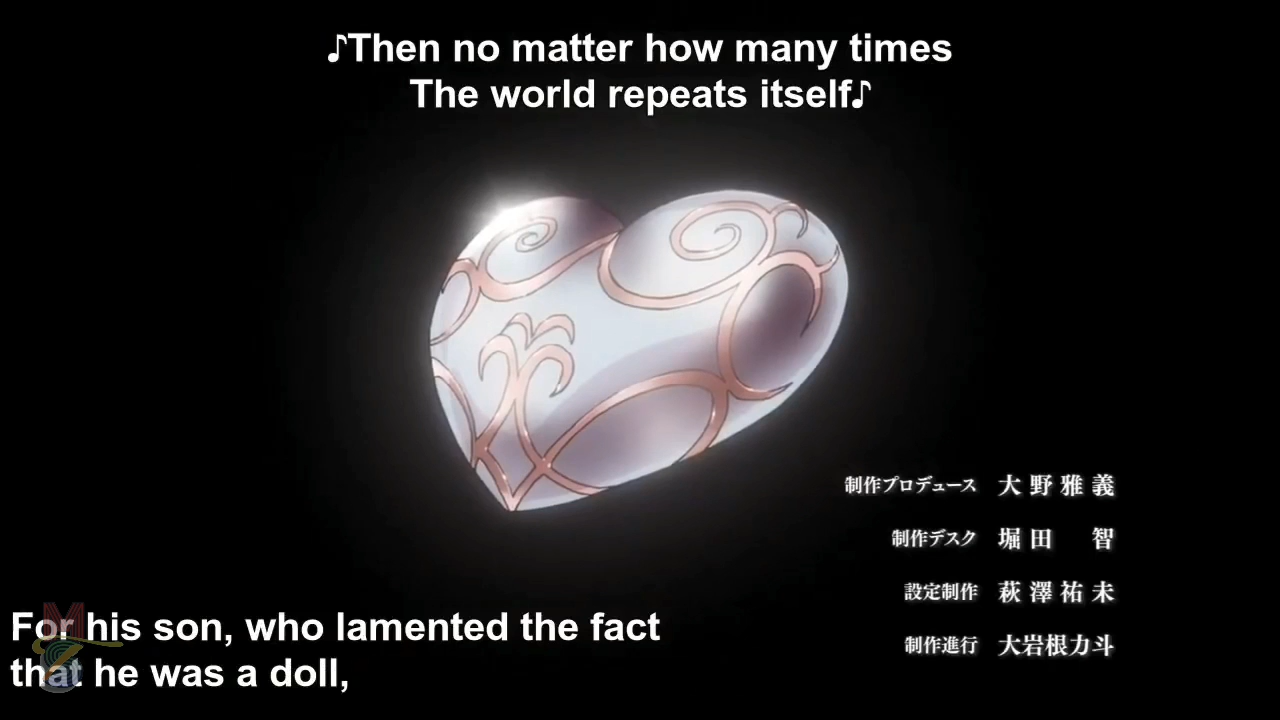 ♪Then no matter how many times
The world repeats itself♪
制作プロデュース 大野雅義
制作デスク 堀田 智
設定制作 萩澤祐未
制作進行 大岩根力斗
For his son, who lamented the fact
that he was a doll,